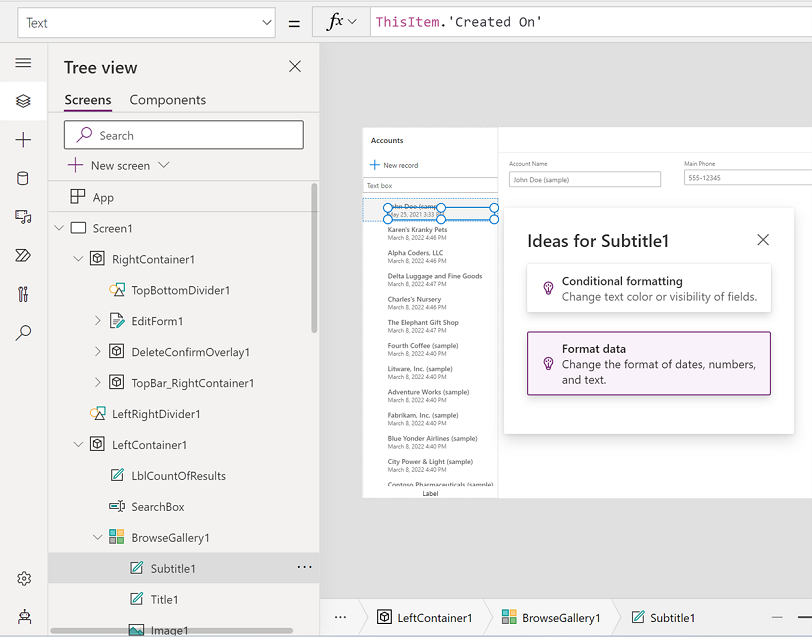 Text
=
fx
ThisItem.'Created On'
Tree view
Screens
Components
Search
New screen
App
Screen1
RightContainer1
TopBottomDivider1
EditForm1
DeleteConfirmOverlay1
TopBar_RightContainer1
LeftRightDivider1
LeftContainer1
LblCountOfResults
SearchBox
BrowseGallery1
Subtitle1
...
Title1
Image1
Accounts
New record
Text box
John Doe (sample)
May 25, 2021 3:33
Karen's Kranky Pets
March 8, 2022 4:46 PM
Alpha Coders, LLC
March 8, 2022 4:46 PM
Delta Luggage and Fine Goods
March 8, 2022 4:47 PM
Charles's Nursery
March 8, 2022 4:46 PM
The Elephant Gift Shop
March 8, 2022 4:47 PM
Fourth Coffee (sample)
March 8, 2022 4:40 PM
Litware, Inc. (sample)
March 8, 2022 4:40 PM
Adventure Works (sample)
March 8, 2022 4:40 PM
Fabrikam, Inc. (sample)
March 8, 2022 4:40 PM
Blue Yonder Airlines (sample)
March 8, 2022 4:40 PM
City Power & Light (sample)
March 8, 2022 4:40 PM
Contoso Pharmaceuticals (sample)
Label
Account Name
John Doe (sample)
Main Phone
555-12345
Ideas for Subtitle1
Conditional formatting
Change text color or visibility of fields.
Format data
Change the format of dates, numbers,
and text.
...
LeftContainer1
BrowseGallery1
Subtitle1